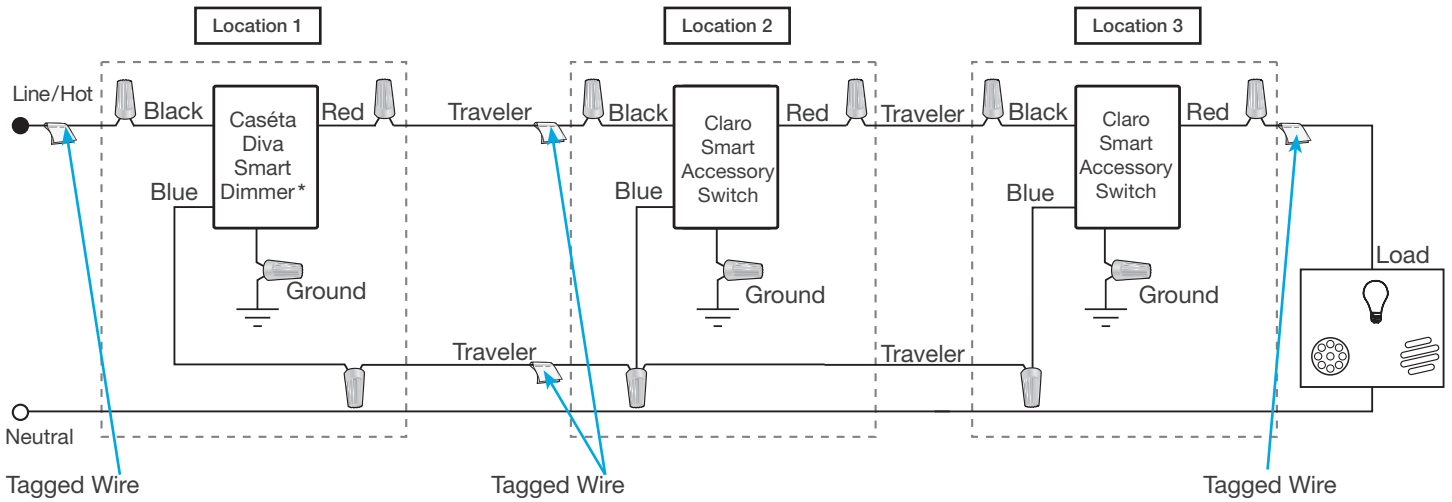 Location 1
Location 2
Location 3
Line/Hot
Black
Caséta
Diva
Smart
Dimmer*
Red
Traveler
Black
Claro
Smart
Accessory
Switch
Red
Traveler
Black
Claro
Smart
Accessory
Switch
Red
Blue
Blue
Blue
Load
Ground
Ground
Ground
Traveler
Traveler
Neutral
Tagged Wire
Tagged Wire
Tagged Wire